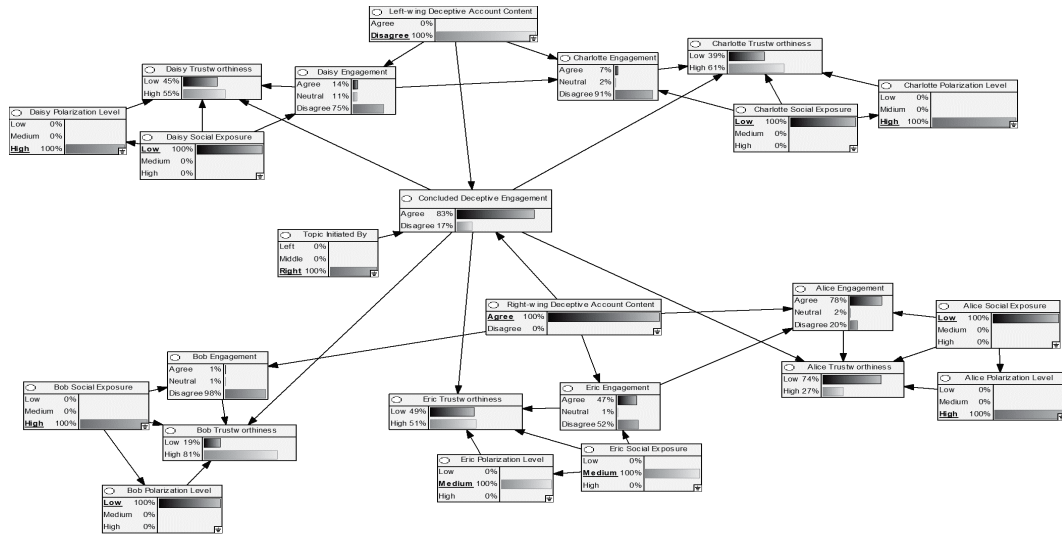 Left-wing Deceptive Account Content
Agree 0%
Disagree 100%
Charlotte Trustworthiness
Low 39%
High 61%
Charlotte Engagement
Agree 7%
Neutral 2%
Disagree 91%
Daisy Trustworthiness
Low 45%
High 55%
Daisy Engagement
Agree 14%
Neutral 11%
Disagree 75%
Charlotte Polarization Level
Low 0%
Midium 0%
High 100%
Daisy Polarization Level
Low 0%
Medium 0%
High 100%
Charlotte Social Exposure
Low 100%
Medium 0%
High 0%
Daisy Social Exposure
Low 100%
Medium 0%
High 0%
Concluded Deceptive Engagement
Agree 83%
Disagree 17%
Topic Initiated By
Left 0%
Middle 0%
Right 100%
Right-wing Deceptive Account Content
Agree 100%
Disagree 0%
Alice Engagement
Agree 78%
Neutral 2%
Disagree 20%
Alice Social Exposure
Low 100%
Medium 0%
High 0%
Bob Engagement
Agree 1%
Neutral 1%
Disagree 98%
Alice Trustworthiness
Low 74%
High 27%
Alice Polarization Level
Low 0%
Medium 0%
High 100%
Bob Social Exposure
Low 0%
Medium 0%
High 100%
Eric Engagement
Agree 47%
Neutral 1%
Disagree 52%
Eric Trustworthiness
Low 49%
High 51%
Bob Trustworthiness
Low 19%
High 81%
Eric Social Exposure
Low 0%
Medium 100%
High 0%
Eric Polarization Level
Low 0%
Medium 100%
High 0%
Bob Polarization Level
Low 100%
Medium 0%
High 0%